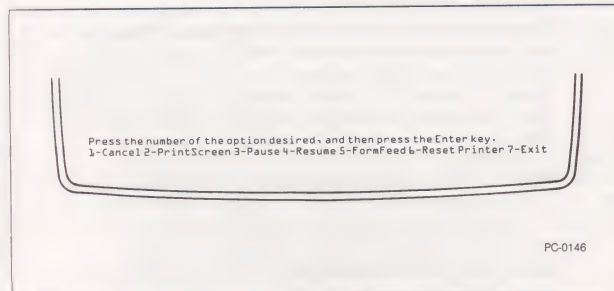 Press the number of the option desired, and then press the Enter key.
1-Cancel 2-PrintScreen 3-Pause 4-Resume 5-FormFeed 6-Reset Printer 7-Exit
PC-0146